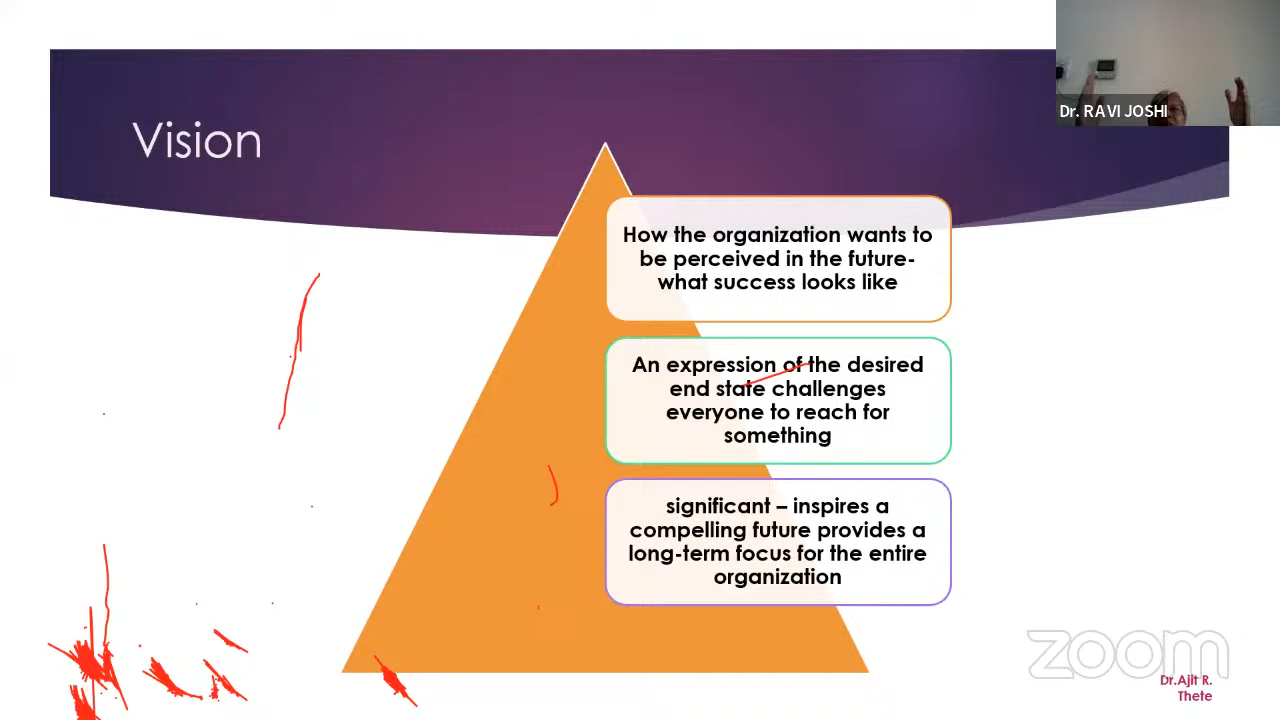 Vision
Dr. RAVI JOSHI
How the organization wants to
be perceived in the future-
what success looks like
An expression of the desired
end state challenges
everyone to reach for
something
significant – inspires a
compelling future provides a
long-term focus for the entire
organization
zoom
Dr.Ajit R.
Thete